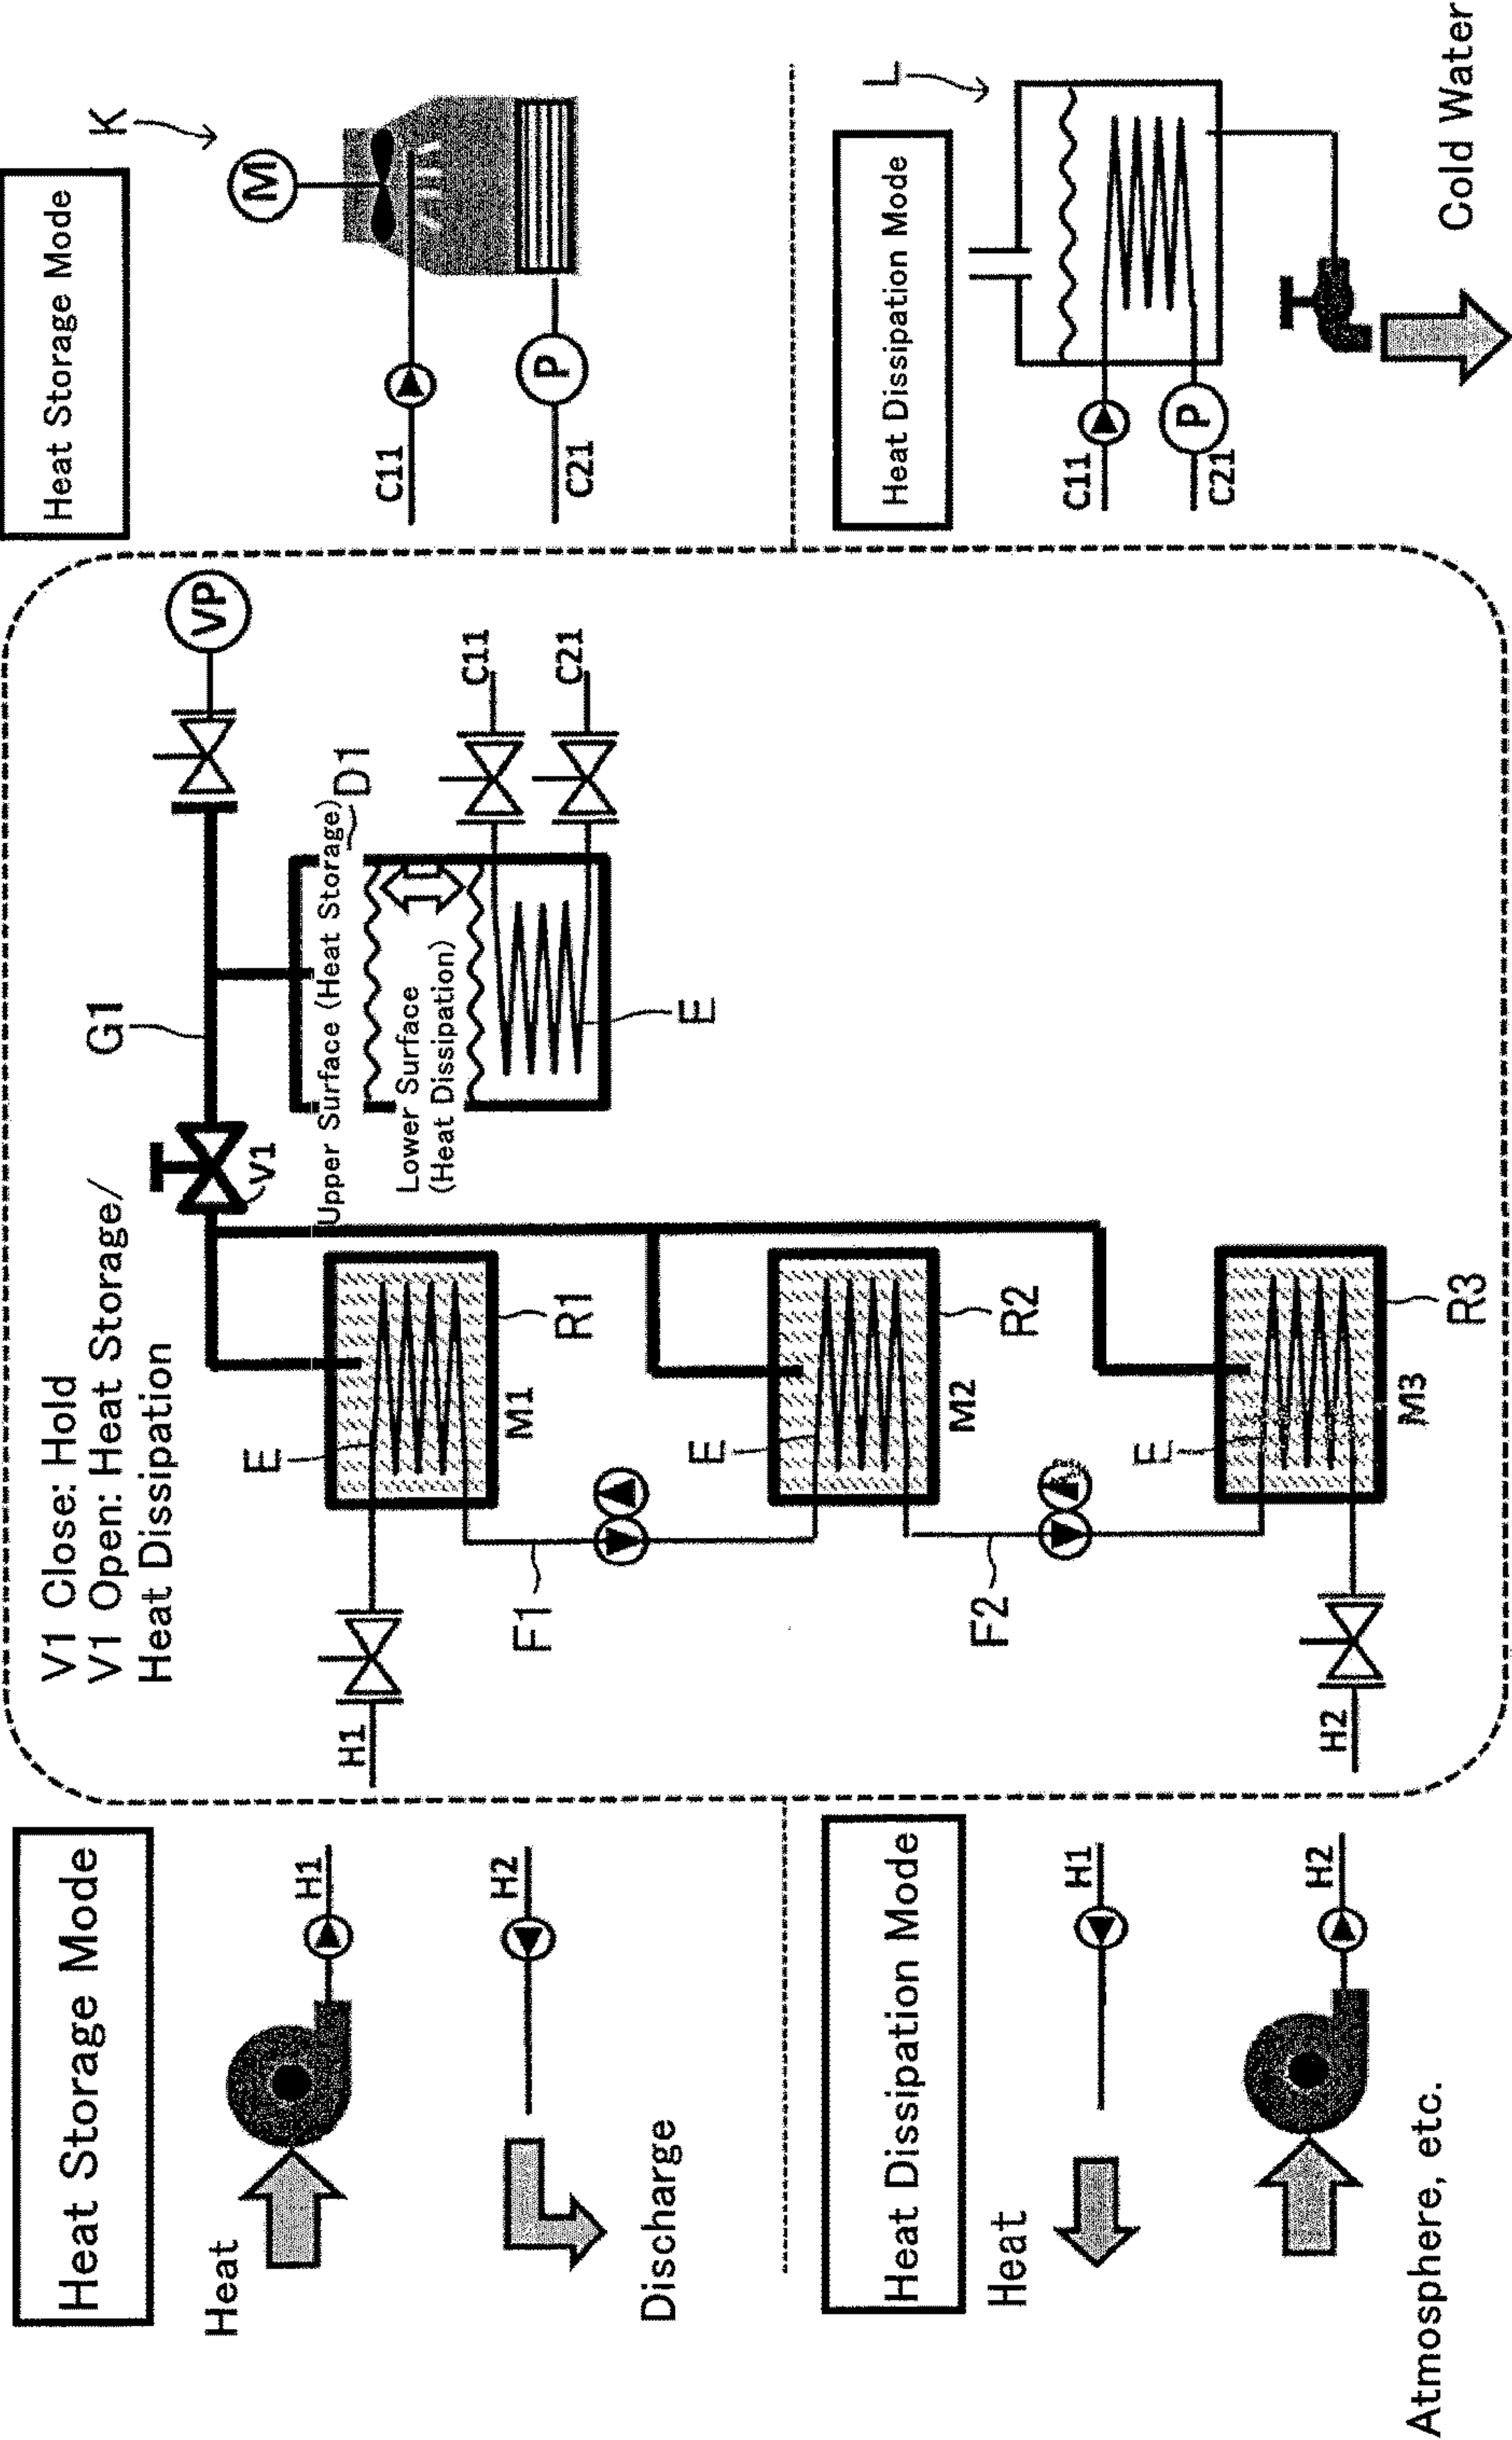 Heat Storage Mode
Heat
H1
H2
Discharge
Heat Dissipation Mode
Heat
H1
H2
Atmosphere, etc.
V1 Close: Hold
V1 Open: Heat Storage/
Heat Dissipation
G1
V1
VP
Upper Surface (Heat Storage)
D1
Lower Surface
(Heat Dissipation)
C11
C21
E
E
R1
M1
H1
F1
E
R2
M2
F2
E
R3
M3
H2
Heat Storage Mode
K
M
C11
P
C21
Heat Dissipation Mode
L
C11
P
C21
Cold Water